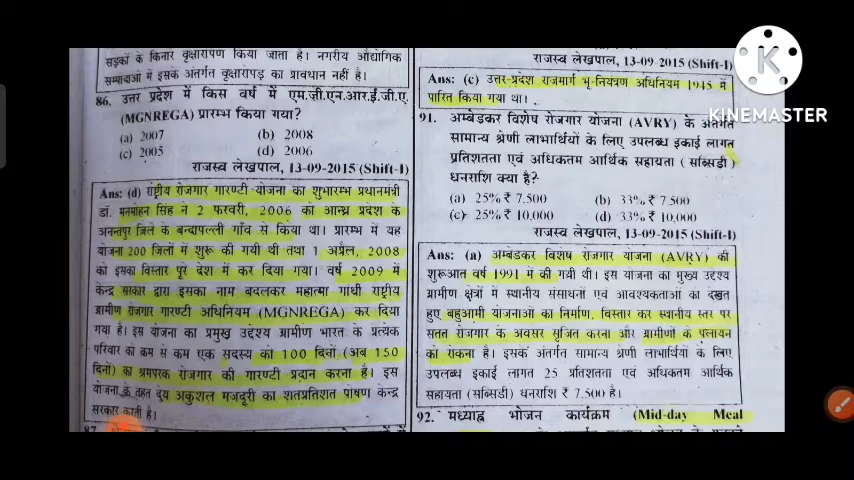 सड़कों के किनार वृक्षारापण किया जाता है। नगरीय औद्यागिक
सम्पादाओं में इसक अंतर्गत वृक्षारापड़ का प्रावधान नहीं है।
86. उत्तर प्रदेश में किस वर्ष में एम.जी.एन.आर.ई.जी.ए.
(MGNREGA) प्रारम्भ किया गया?
(a) 2007 (b) 2008
(c) 2005 (d) 2006
राजस्व लेखपाल, 13-09-2015 (Shift-I)
Ans: (d) राष्ट्रीय राजगार गारण्टी योजना का शुभारम्भ प्रधानमंत्री
डॉ. मनमोहन सिंह ने 2 फरवरी, 2006 को आन्ध्र प्रदेश के
अनन्तपुर जिले के बन्दापल्ली गाँव से किया था। प्रारम्भ में यह
याजना 200 जिलों में शुरू की गयी थी तथा 1 अप्रैल, 2008
को इसका विस्तार पूर देश में कर दिया गया। वर्ष 2009 में
केन्द्र सरकार द्वारा इसका नाम बदलकर महात्मा गांधी राष्ट्रीय
ग्रामीण राजगार गारण्टी अधिनियम (MGNREGA) कर दिया
गया है। इस योजना का प्रमुख उद्देश्य ग्रामीण भारत के प्रत्येक
परिवार का कम से कम एक सदस्य को 100 दिनों (अब 150
दिनों) का श्रमपरक रोजगार की गारण्टी प्रदान करना है। इस
योजना के तहत देय अकुशल मजदूरी का शतप्रतिशत पोषण केन्द्र
सरकार करती है।
87.
राजस्व लेखपाल, 13-09-2015 (Shift-I)
Ans: (c) उत्तर-प्रदेश राजमार्ग भू-नियंत्रण अधिनियम 1945 में
पारित किया गया था।
91. अम्बेडकर विशेष रोजगार योजना (AVRY) के अंतर्गत
सामान्य श्रेणी लाभार्थियों के लिए उपलब्ध इकाई लागत
प्रतिशतता एवं अधिकतम आर्थिक सहायता (सब्सिडी)
धनराशि क्या है?
(a) 25% ₹ 7.500 (b) 33% ₹ 7.500
(c) 25% ₹ 10,000 (d) 33% ₹ 10,000
राजस्व लेखपाल, 13-09-2015 (Shift-I)
Ans: (a) अम्बडकर विशेष रोजगार योजना (AVRY) की
शुरूआत वर्ष 1991 में की गयी थी। इस योजना का मुख्य उद्देश्य
ग्रामीण क्षेत्रों में स्थानीय संसाधनों एवं आवश्यकताओं का देखत
हुए बहुआमी योजनाओं का निर्माण, विस्तार कर स्थानीय स्तर पर
सतत रोजगार के अवसर सृजित करना और ग्रामीणों के पलायन
का रोकना है। इसके अंतर्गत सामान्य श्रेणी लाभार्थियों के लिए
उपलब्ध इकाई लागत 25 प्रतिशतता एवं अधिकतम आर्थिक
सहायता (सब्सिडी) धनराशि ₹ 7.500 है।
92. मध्याह्न भोजन कार्यक्रम (Mid-day Meal
KINEMASTER